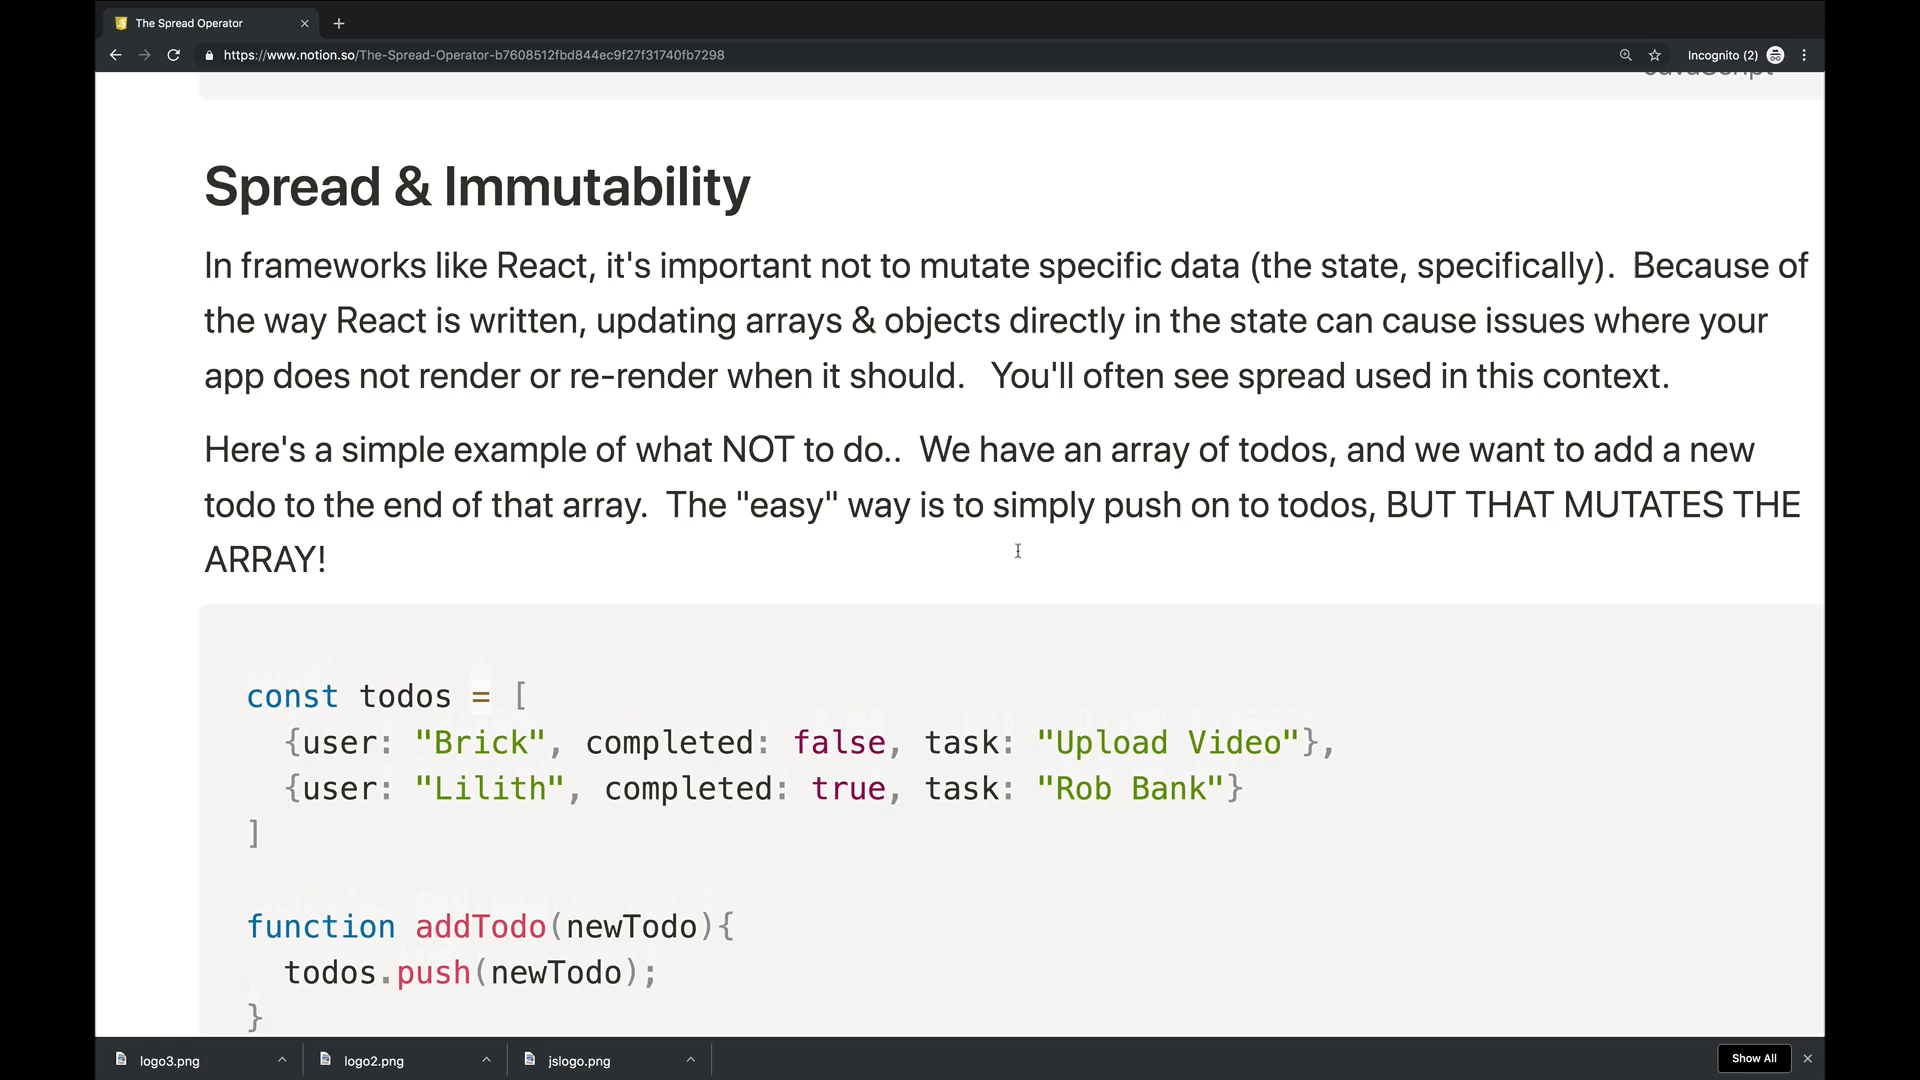 The Spread Operator
https://www.notion.so/The-Spread-Operator-b7608512fbd844ec9f27f31740fb7298
Incognito (2)
JavaScript
Spread & Immutability
In frameworks like React, it's important not to mutate specific data (the state, specifically).  Because of
the way React is written, updating arrays & objects directly in the state can cause issues where your
app does not render or re-render when it should.   You'll often see spread used in this context.
Here's a simple example of what NOT to do..  We have an array of todos, and we want to add a new
todo to the end of that array.  The "easy" way is to simply push on to todos, BUT THAT MUTATES THE
ARRAY!
const todos = [
  {user: "Brick", completed: false, task: "Upload Video"},
  {user: "Lilith", completed: true, task: "Rob Bank"}
]
function addTodo(newTodo){
  todos.push(newTodo);
}
logo3.png
logo2.png
jslogo.png
Show All